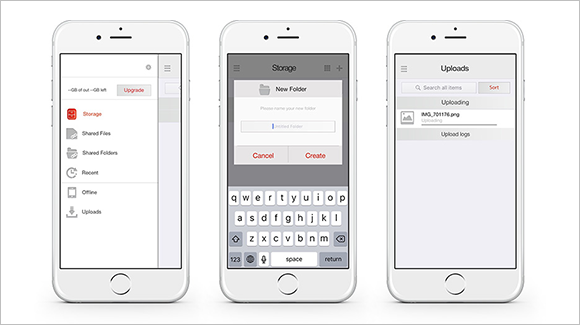 --GB of out --GB left
Upgrade
Storage
Shared Files
Shared Folders
Recent
Offline
Uploads
Storage
New Folder
Please name your new folder
Untitled Folder
Cancel
Create
q w e r t y u i o p
a s d f g h j k l
z x c v b n m
123
space
return
Uploads
Search all items
Sort
Uploading
IMG_701176.png
Uploading
Upload logs